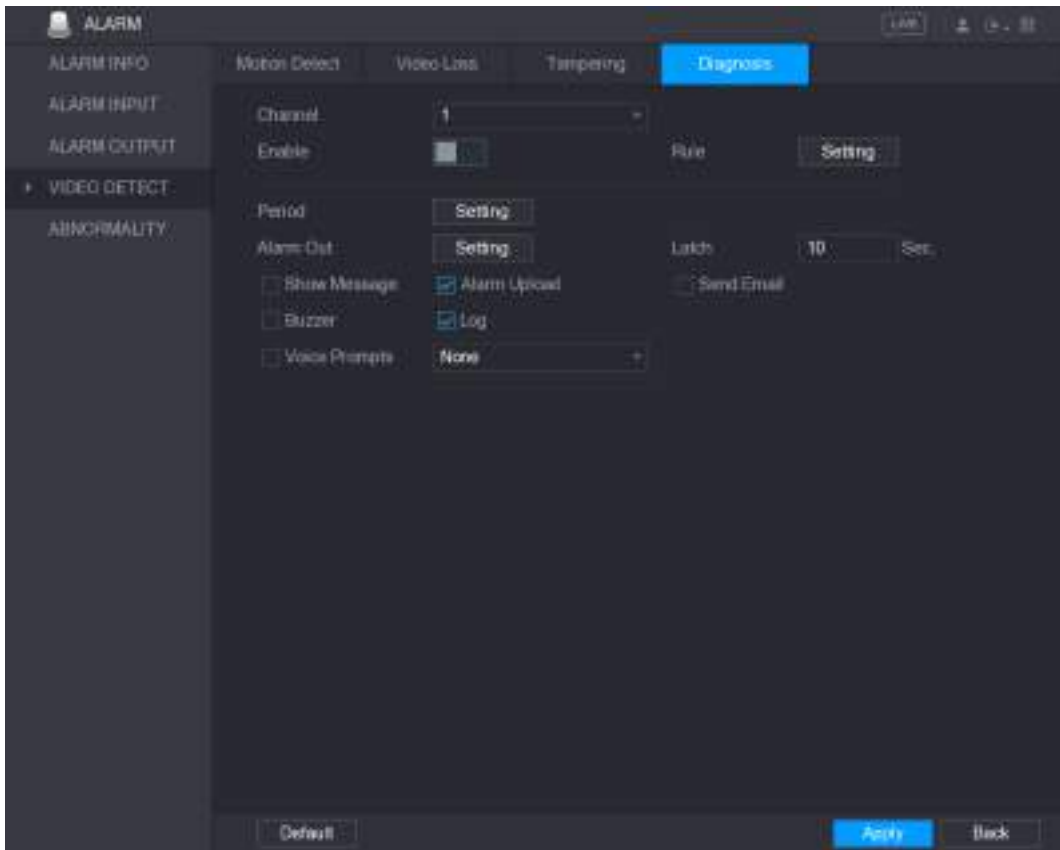 ALARM
LIVE
ALARM INFO
ALARM INPUT
ALARM OUTPUT
VIDEO DETECT
ABNORMALITY
Motion Detect Video Loss Tampering Diagnosis
Channel 1
Enable Rule Setting
Period Setting
Alarm Out Setting Latch 10 Sec.
Show Message Alarm Upload Send Email
Buzzer Log
Voice Prompts None
Default Apply Back